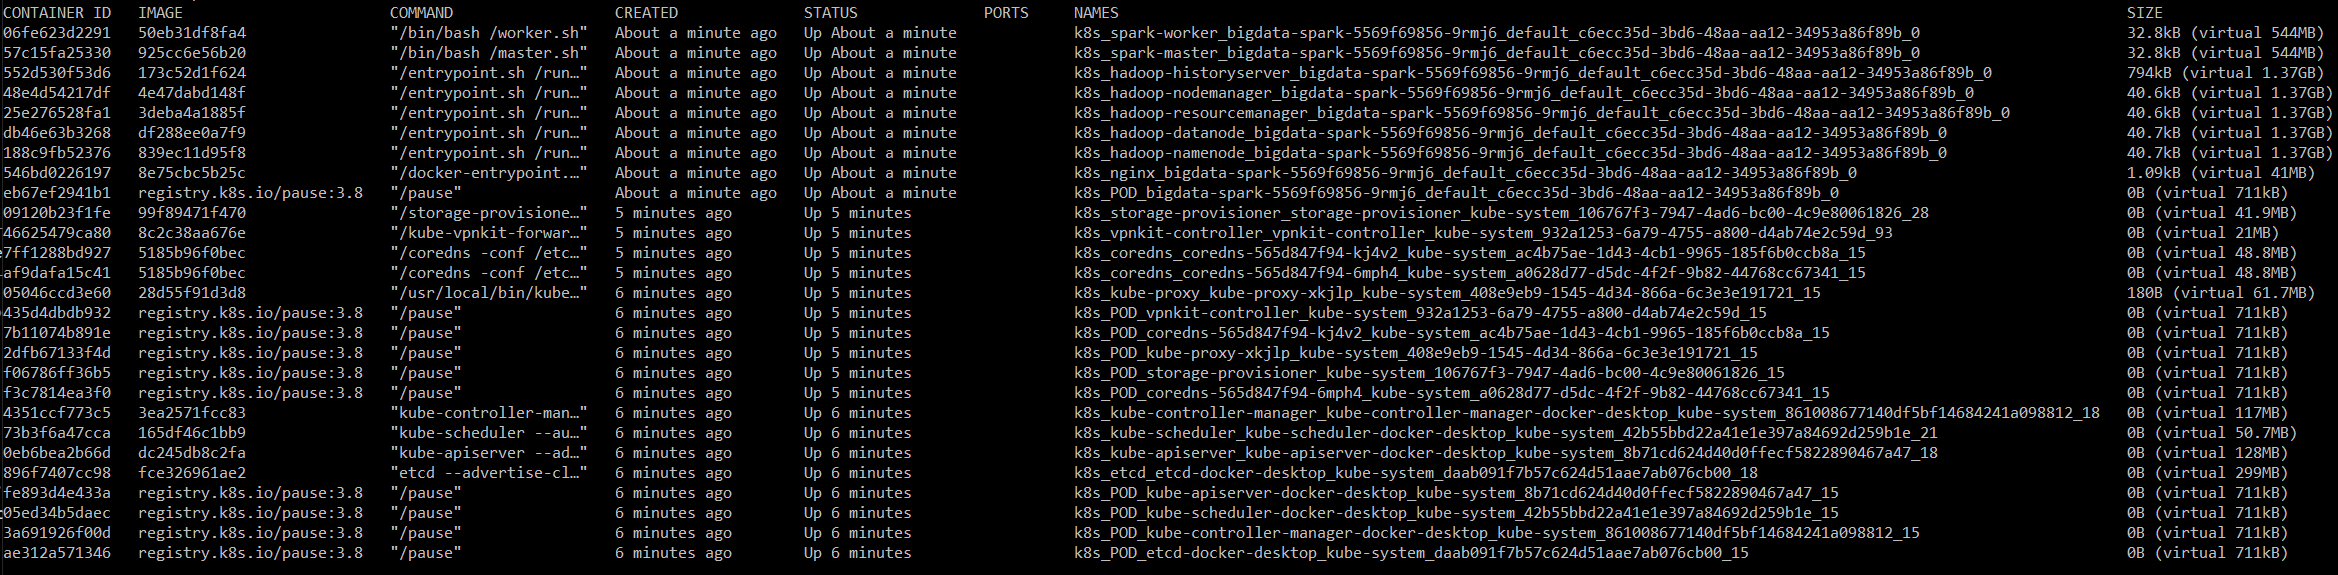 CONTAINER ID IMAGE COMMAND CREATED STATUS PORTS NAMES SIZE
06fe623d2291 50eb31df8fa4 "/bin/bash /worker.sh" About a minute ago Up About a minute k8s_spark-worker_bigdata-spark-5569f69856-9rmj6_default_c6ecc35d-3bd6-48aa-aa12-34953a86f89b_0 32.8kB (virtual 544MB)
57c15fa25330 925cc6e56b20 "/bin/bash /master.sh" About a minute ago Up About a minute k8s_spark-master_bigdata-spark-5569f69856-9rmj6_default_c6ecc35d-3bd6-48aa-aa12-34953a86f89b_0 32.8kB (virtual 544MB)
552d530f53d6 173c52d1f624 "/entrypoint.sh /run…" About a minute ago Up About a minute k8s_hadoop-historyserver_bigdata-spark-5569f69856-9rmj6_default_c6ecc35d-3bd6-48aa-aa12-34953a86f89b_0 794kB (virtual 1.37GB)
48e4d54217df 4e47dabd148f "/entrypoint.sh /run…" About a minute ago Up About a minute k8s_hadoop-nodemanager_bigdata-spark-5569f69856-9rmj6_default_c6ecc35d-3bd6-48aa-aa12-34953a86f89b_0 40.6kB (virtual 1.37GB)
25e276528fa1 3deba4a1885f "/entrypoint.sh /run…" About a minute ago Up About a minute k8s_hadoop-resourcemanager_bigdata-spark-5569f69856-9rmj6_default_c6ecc35d-3bd6-48aa-aa12-34953a86f89b_0 40.6kB (virtual 1.37GB)
db46e63b3268 df288ee0a7f9 "/entrypoint.sh /run…" About a minute ago Up About a minute k8s_hadoop-datanode_bigdata-spark-5569f69856-9rmj6_default_c6ecc35d-3bd6-48aa-aa12-34953a86f89b_0 40.7kB (virtual 1.37GB)
188c9fb52376 839ec11d95f8 "/entrypoint.sh /run…" About a minute ago Up About a minute k8s_hadoop-namenode_bigdata-spark-5569f69856-9rmj6_default_c6ecc35d-3bd6-48aa-aa12-34953a86f89b_0 40.7kB (virtual 1.37GB)
546bd0226197 8e75cbc5b25c "/docker-entrypoint.…" About a minute ago Up About a minute k8s_nginx_bigdata-spark-5569f69856-9rmj6_default_c6ecc35d-3bd6-48aa-aa12-34953a86f89b_0 1.09kB (virtual 41MB)
eb67ef2941b1 registry.k8s.io/pause:3.8 "/pause" About a minute ago Up About a minute k8s_POD_bigdata-spark-5569f69856-9rmj6_default_c6ecc35d-3bd6-48aa-aa12-34953a86f89b_0 0B (virtual 711kB)
09120b23f1fe 99f89471f470 "/storage-provisione…" 5 minutes ago Up 5 minutes k8s_storage-provisioner_storage-provisioner_kube-system_106767f3-7947-4ad6-bc00-4c9e80061826_28 0B (virtual 41.9MB)
46625479ca80 8c2c38aa676e "/kube-vpnkit-forwar…" 5 minutes ago Up 5 minutes k8s_vpnkit-controller_vpnkit-controller_kube-system_932a1253-6a79-4755-a800-d4ab74e2c59d_93 0B (virtual 21MB)
7ff1288bd927 5185b96f0bec "/coredns -conf /etc…" 5 minutes ago Up 5 minutes k8s_coredns_coredns-565d847f94-kj4v2_kube-system_ac4b75ae-1d43-4cb1-9965-185f6b0ccb8a_15 0B (virtual 48.8MB)
af9dafa15c41 5185b96f0bec "/coredns -conf /etc…" 5 minutes ago Up 5 minutes k8s_coredns_coredns-565d847f94-6mph4_kube-system_a0628d77-d5dc-4f2f-9b82-44768cc67341_15 0B (virtual 48.8MB)
05046ccd3e60 28d55f91d3d8 "/usr/local/bin/kube…" 6 minutes ago Up 5 minutes k8s_kube-proxy_kube-proxy-xkjlp_kube-system_408e9eb9-1545-4d34-866a-6c3e3e191721_15 180B (virtual 61.7MB)
435d4dbdb932 registry.k8s.io/pause:3.8 "/pause" 6 minutes ago Up 5 minutes k8s_POD_vpnkit-controller_kube-system_932a1253-6a79-4755-a800-d4ab74e2c59d_15 0B (virtual 711kB)
7b11074b891e registry.k8s.io/pause:3.8 "/pause" 6 minutes ago Up 5 minutes k8s_POD_coredns-565d847f94-kj4v2_kube-system_ac4b75ae-1d43-4cb1-9965-185f6b0ccb8a_15 0B (virtual 711kB)
2dfb67133f4d registry.k8s.io/pause:3.8 "/pause" 6 minutes ago Up 5 minutes k8s_POD_kube-proxy-xkjlp_kube-system_408e9eb9-1545-4d34-866a-6c3e3e191721_15 0B (virtual 711kB)
f06786ff36b5 registry.k8s.io/pause:3.8 "/pause" 6 minutes ago Up 5 minutes k8s_POD_storage-provisioner_kube-system_106767f3-7947-4ad6-bc00-4c9e80061826_15 0B (virtual 711kB)
f3c7814ea3f0 registry.k8s.io/pause:3.8 "/pause" 6 minutes ago Up 5 minutes k8s_POD_coredns-565d847f94-6mph4_kube-system_a0628d77-d5dc-4f2f-9b82-44768cc67341_15 0B (virtual 711kB)
4351ccf773c5 3ea2571fcc83 "kube-controller-man…" 6 minutes ago Up 6 minutes k8s_kube-controller-manager_kube-controller-manager-docker-desktop_kube-system_861008677140df5bf14684241a098812_18 0B (virtual 117MB)
73b3f6a47cca 165df46c1bb9 "kube-scheduler --au…" 6 minutes ago Up 6 minutes k8s_kube-scheduler_kube-scheduler-docker-desktop_kube-system_42b55bbd22a41e1e397a84692d259b1e_21 0B (virtual 50.7MB)
0eb6bea2b66d dc245db8c2fa "kube-apiserver --ad…" 6 minutes ago Up 6 minutes k8s_kube-apiserver_kube-apiserver-docker-desktop_kube-system_8b71cd624d40d0ffecf5822890467a47_18 0B (virtual 128MB)
896f7407cc98 fce326961ae2 "etcd --advertise-cl…" 6 minutes ago Up 6 minutes k8s_etcd_etcd-docker-desktop_kube-system_daab091f7b57c624d51aae7ab076cb00_18 0B (virtual 299MB)
fe893d4e433a registry.k8s.io/pause:3.8 "/pause" 6 minutes ago Up 6 minutes k8s_POD_kube-apiserver-docker-desktop_kube-system_8b71cd624d40d0ffecf5822890467a47_15 0B (virtual 711kB)
05ed34b5daec registry.k8s.io/pause:3.8 "/pause" 6 minutes ago Up 6 minutes k8s_POD_kube-scheduler-docker-desktop_kube-system_42b55bbd22a41e1e397a84692d259b1e_15 0B (virtual 711kB)
3a691926f00d registry.k8s.io/pause:3.8 "/pause" 6 minutes ago Up 6 minutes k8s_POD_kube-controller-manager-docker-desktop_kube-system_861008677140df5bf14684241a098812_15 0B (virtual 711kB)
ae312a571346 registry.k8s.io/pause:3.8 "/pause" 6 minutes ago Up 6 minutes k8s_POD_etcd-docker-desktop_kube-system_daab091f7b57c624d51aae7ab076cb00_15 0B (virtual 711kB)